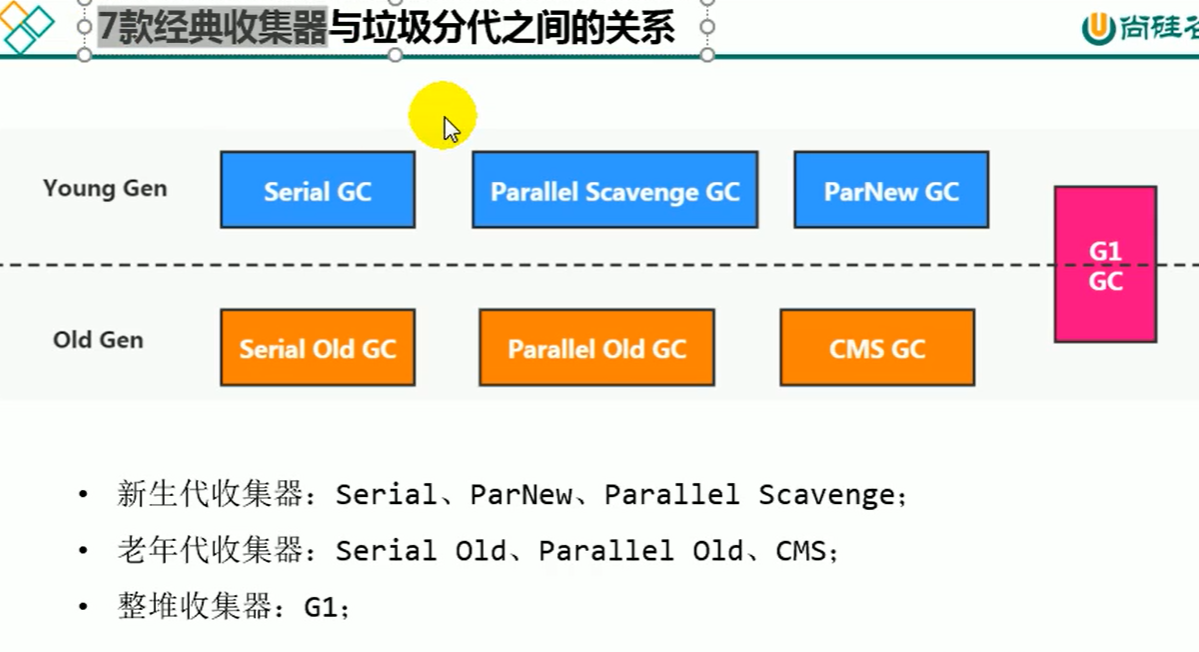 7款经典收集器与垃圾分代之间的关系
尚硅谷
Young Gen
Serial GC
Parallel Scavenge GC
ParNew GC
G1
GC
Old Gen
Serial Old GC
Parallel Old GC
CMS GC
• 新生代收集器：Serial、ParNew、Parallel Scavenge；
• 老年代收集器：Serial Old、Parallel Old、CMS；
• 整堆收集器：G1；